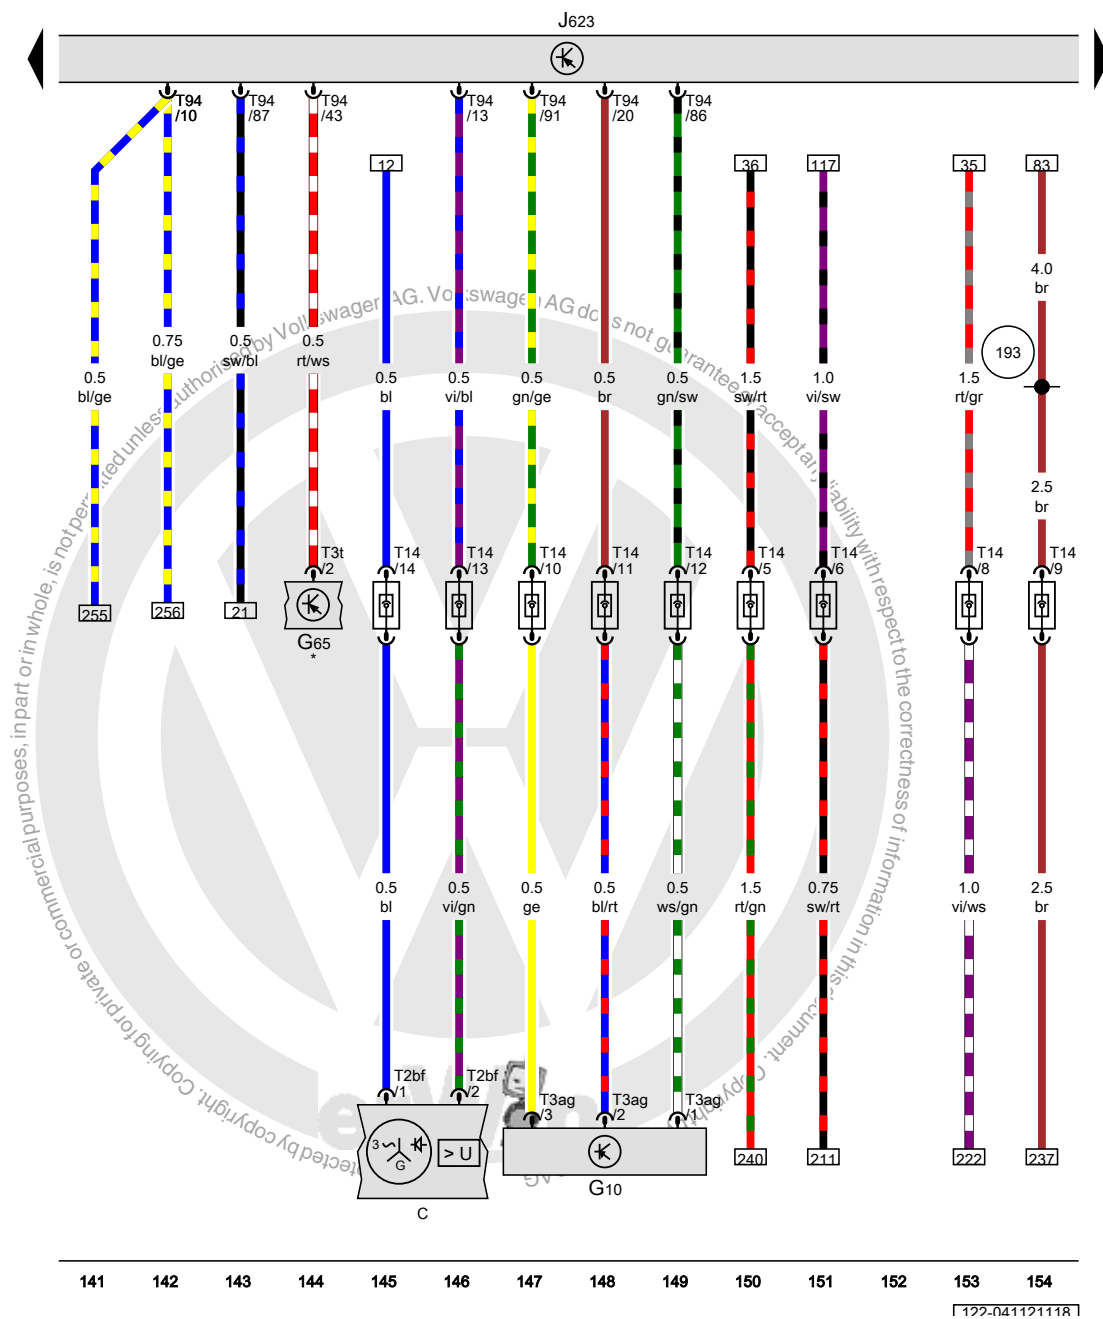 J623
T94 /10
T94 /87
T94 /43
T94 /13
T94 /91
T94 /20
T94 /86
12
36
117
35
83
4.0
br
193
0.75
bl/ge
0.5
sw/bl
0.5
rt/ws
0.5
bl/ge
0.5
bl
0.5
vi/bl
0.5
gn/ge
0.5
br
0.5
gn/sw
1.5
sw/rt
1.0
vi/sw
1.5
rt/gr
2.5
br
T3t /2
T14 /14
T14 /13
T14 /10
T14 /11
T14 /12
T14 /5
T14 /6
T14 /8
T14 /9
255
256
21
G65
*
0.5
bl
0.5
vi/gn
0.5
ge
0.5
bl/rt
0.5
ws/gn
1.5
rt/gn
0.75
sw/rt
1.0
vi/ws
2.5
br
T2bf /1
T2bf /2
T3ag /3
T3ag /2
T3ag /1
3
G
> U
C
G10
240
211
222
237
141 142 143 144 145 146 147 148 149 150 151 152 153 154
122-041121118